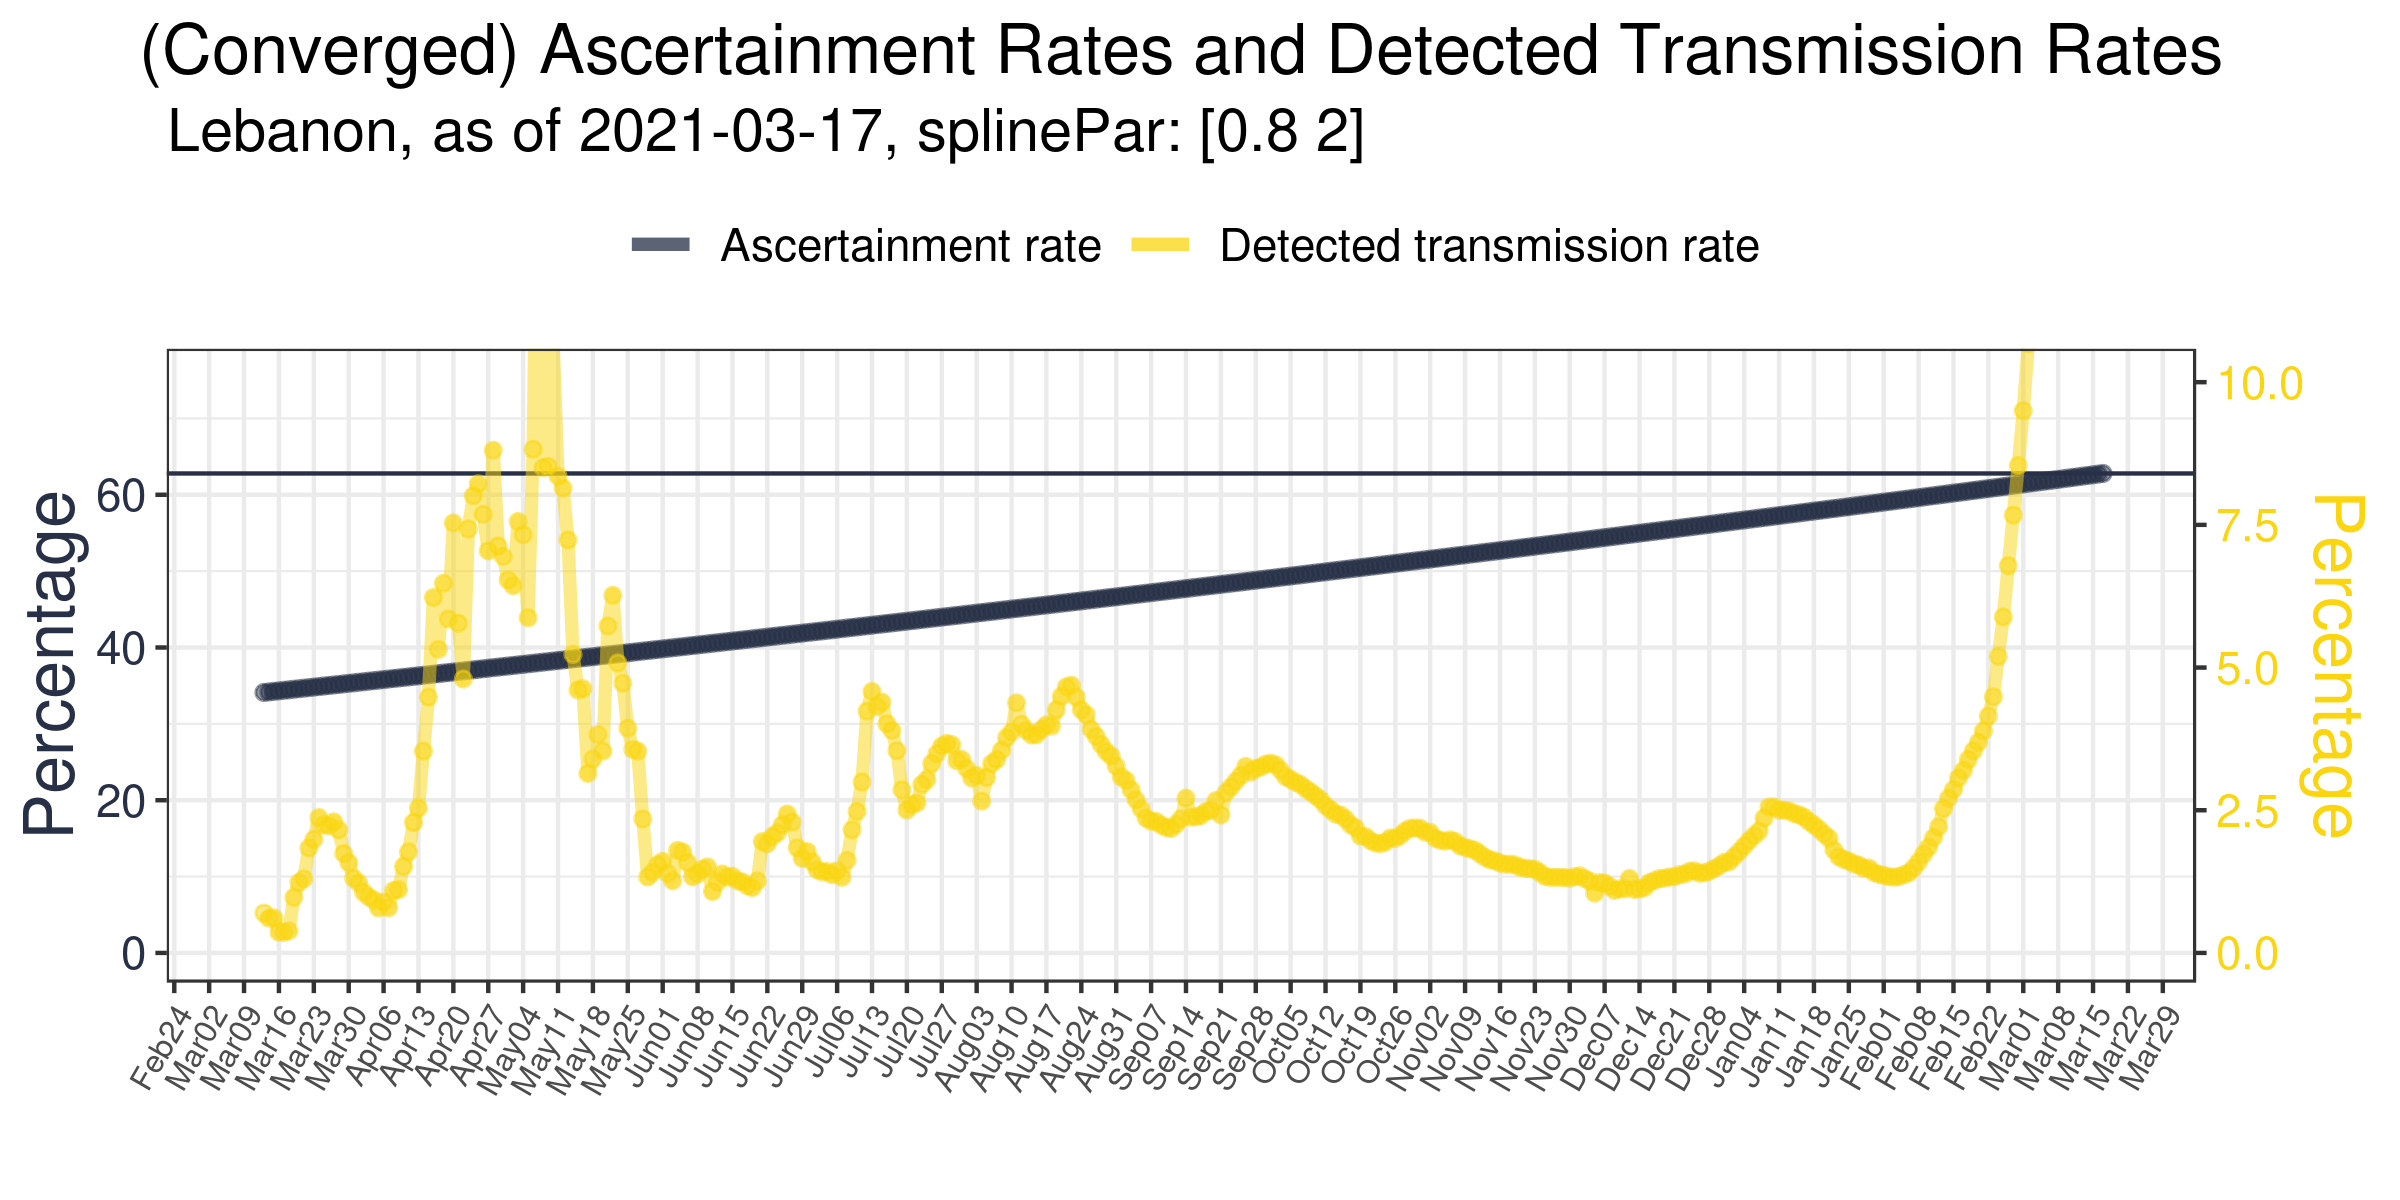 (Converged) Ascertainment Rates and Detected Transmission Rates
Lebanon, as of 2021-03-17, splinePar: [0.8 2]
Ascertainment rate
Detected transmission rate
Percentage
60
40
20
0
10.0
7.5
5.0
2.5
0.0
Percentage
Feb24
Mar02
Mar09
Mar16
Mar23
Mar30
Apr06
Apr13
Apr20
Apr27
May04
May11
May18
May25
Jun01
Jun08
Jun15
Jun22
Jun29
Jul06
Jul13
Jul20
Jul27
Aug03
Aug10
Aug17
Aug24
Aug31
Sep07
Sep14
Sep21
Sep28
Oct05
Oct12
Oct19
Oct26
Nov02
Nov09
Nov16
Nov23
Nov30
Dec07
Dec14
Dec21
Dec28
Jan04
Jan11
Jan18
Jan25
Feb01
Feb08
Feb15
Feb22
Mar01
Mar08
Mar15
Mar22
Mar29